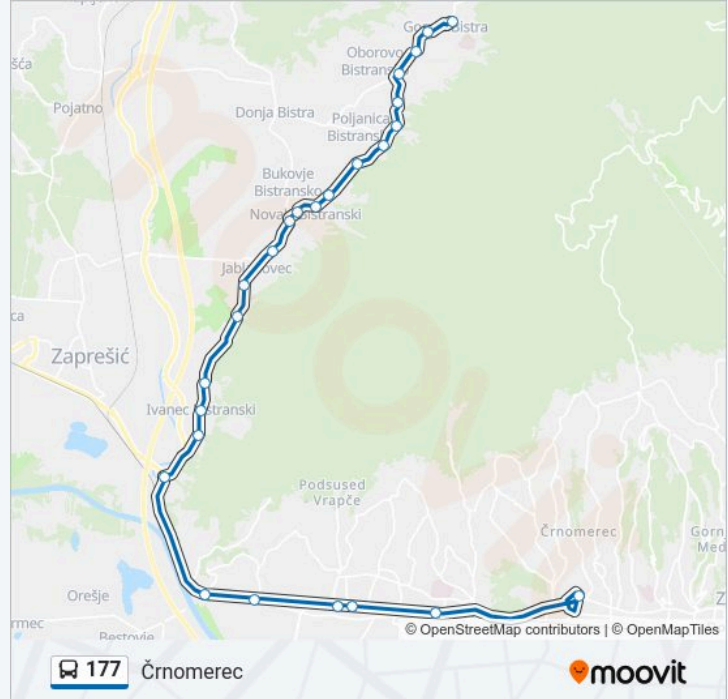 Gornja Bistra
Oborovo
Bistransko
Pojatno
Donja Bistra
Poljanica
Bistranska
Bukovje
Bistransko
Novaki Bistranski
Jablanovec
Zaprešić
Ivanec Bistranski
Podsused
Vrapče
Črnomerec
Orešje
Bestovje
© OpenStreetMap contributors | © OpenMapTiles
177 Črnomerec
moovit